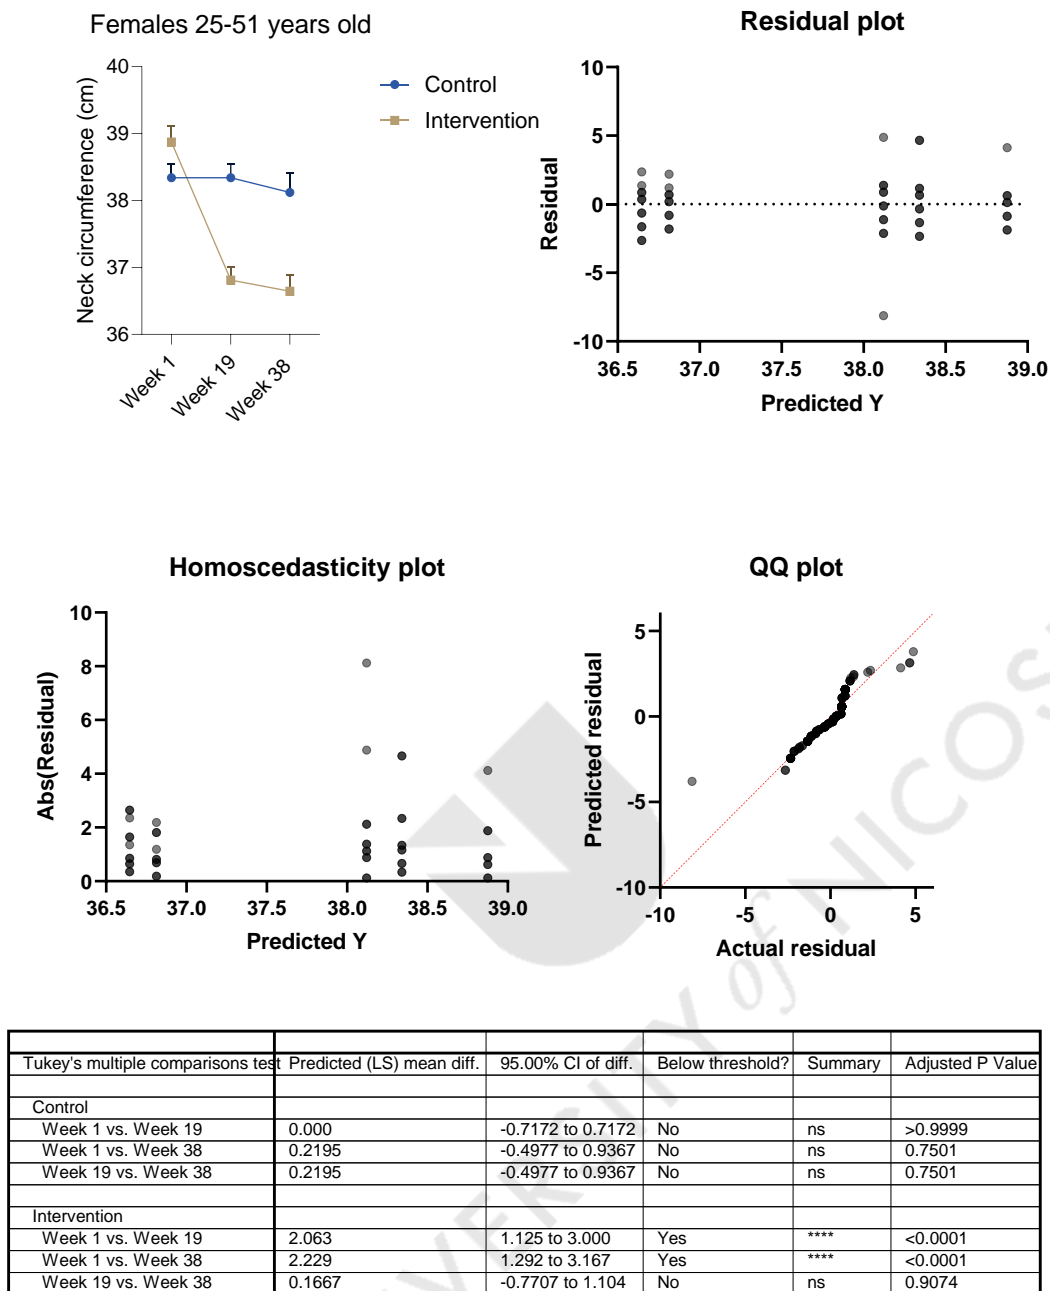 Females 25-51 years old
Neck circumference (cm)
40
39
38
37
36
Week 1
Week 19
Week 38
Control
Intervention
Residual plot
Residual
10
5
0
-5
-10
36.5 37.0 37.5 38.0 38.5 39.0
Predicted Y
Homoscedasticity plot
Abs(Residual)
10
8
6
4
2
0
36.5 37.0 37.5 38.0 38.5 39.0
Predicted Y
QQ plot
Predicted residual
5
0
-5
-10
-10 -5 0 5
Actual residual
Tukey's multiple comparisons test Predicted (LS) mean diff. 95.00% CI of diff. Below threshold? Summary Adjusted P Value
Control
Week 1 vs. Week 19 0.000 -0.7172 to 0.7172 No ns >0.9999
Week 1 vs. Week 38 0.2195 -0.4977 to 0.9367 No ns 0.7501
Week 19 vs. Week 38 0.2195 -0.4977 to 0.9367 No ns 0.7501
Intervention
Week 1 vs. Week 19 2.063 1.125 to 3.000 Yes **** <0.0001
Week 1 vs. Week 38 2.229 1.292 to 3.167 Yes **** <0.0001
Week 19 vs. Week 38 0.1667 -0.7707 to 1.104 No ns 0.9074
VERSITY of NICOS